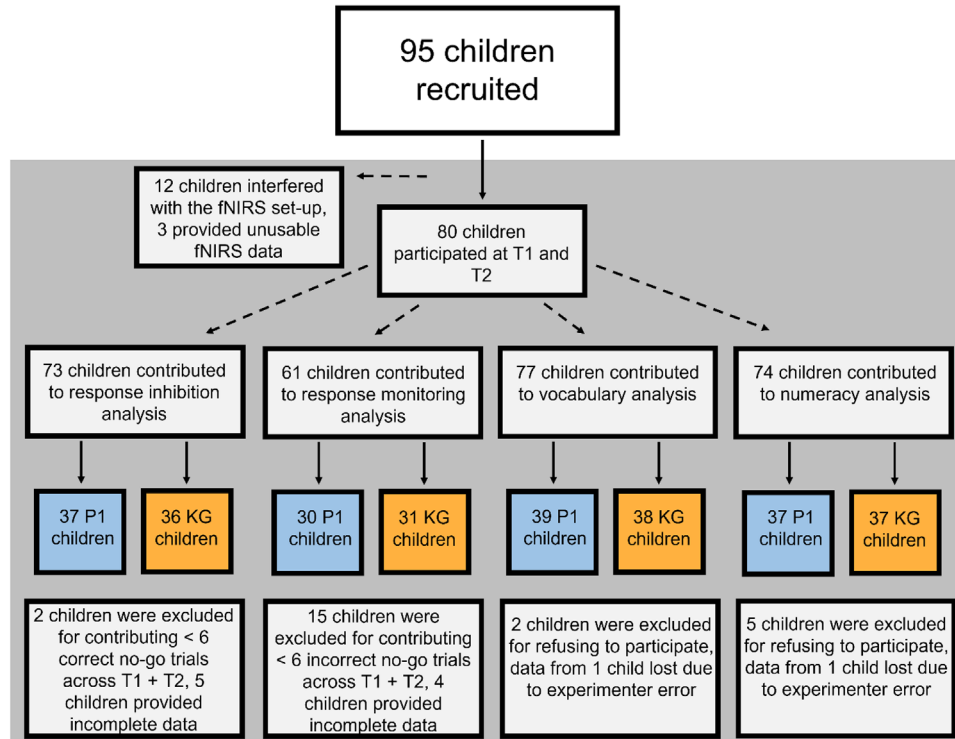 95 children
recruited
12 children interfered
with the fNIRS set-up,
3 provided unusable
fNIRS data
80 children
participated at T1 and
T2
73 children contributed
to response inhibition
analysis
61 children contributed
to response monitoring
analysis
77 children contributed
to vocabulary analysis
74 children contributed
to numeracy analysis
37 P1
children
36 KG
children
30 P1
children
31 KG
children
39 P1
children
38 KG
children
37 P1
children
37 KG
children
2 children were excluded
for contributing < 6
correct no-go trials
across T1 + T2, 5
children provided
incomplete data
15 children were
excluded for contributing
< 6 incorrect no-go trials
across T1 + T2, 4
children provided
incomplete data
2 children were excluded
for refusing to participate,
data from 1 child lost due
to experimenter error
5 children were excluded
for refusing to participate,
data from 1 child lost due
to experimenter error